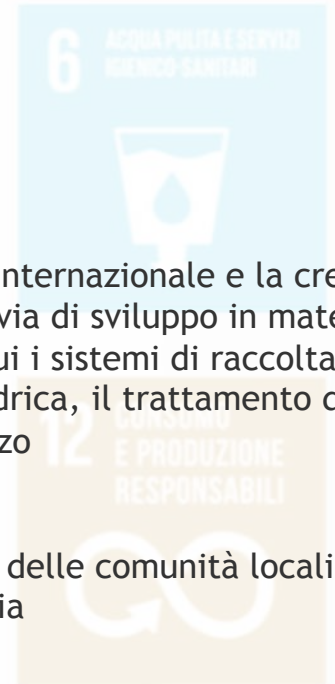 6 ACQUA PULITA E SERVIZI
IGIENICO-SANITARI
internazionale e la cre
via di sviluppo in mate
ui i sistemi di raccolta
drica, il trattamento d
zo
12 CONSUMO
E PRODUZIONE
RESPONSABILI
delle comunità locali
ia